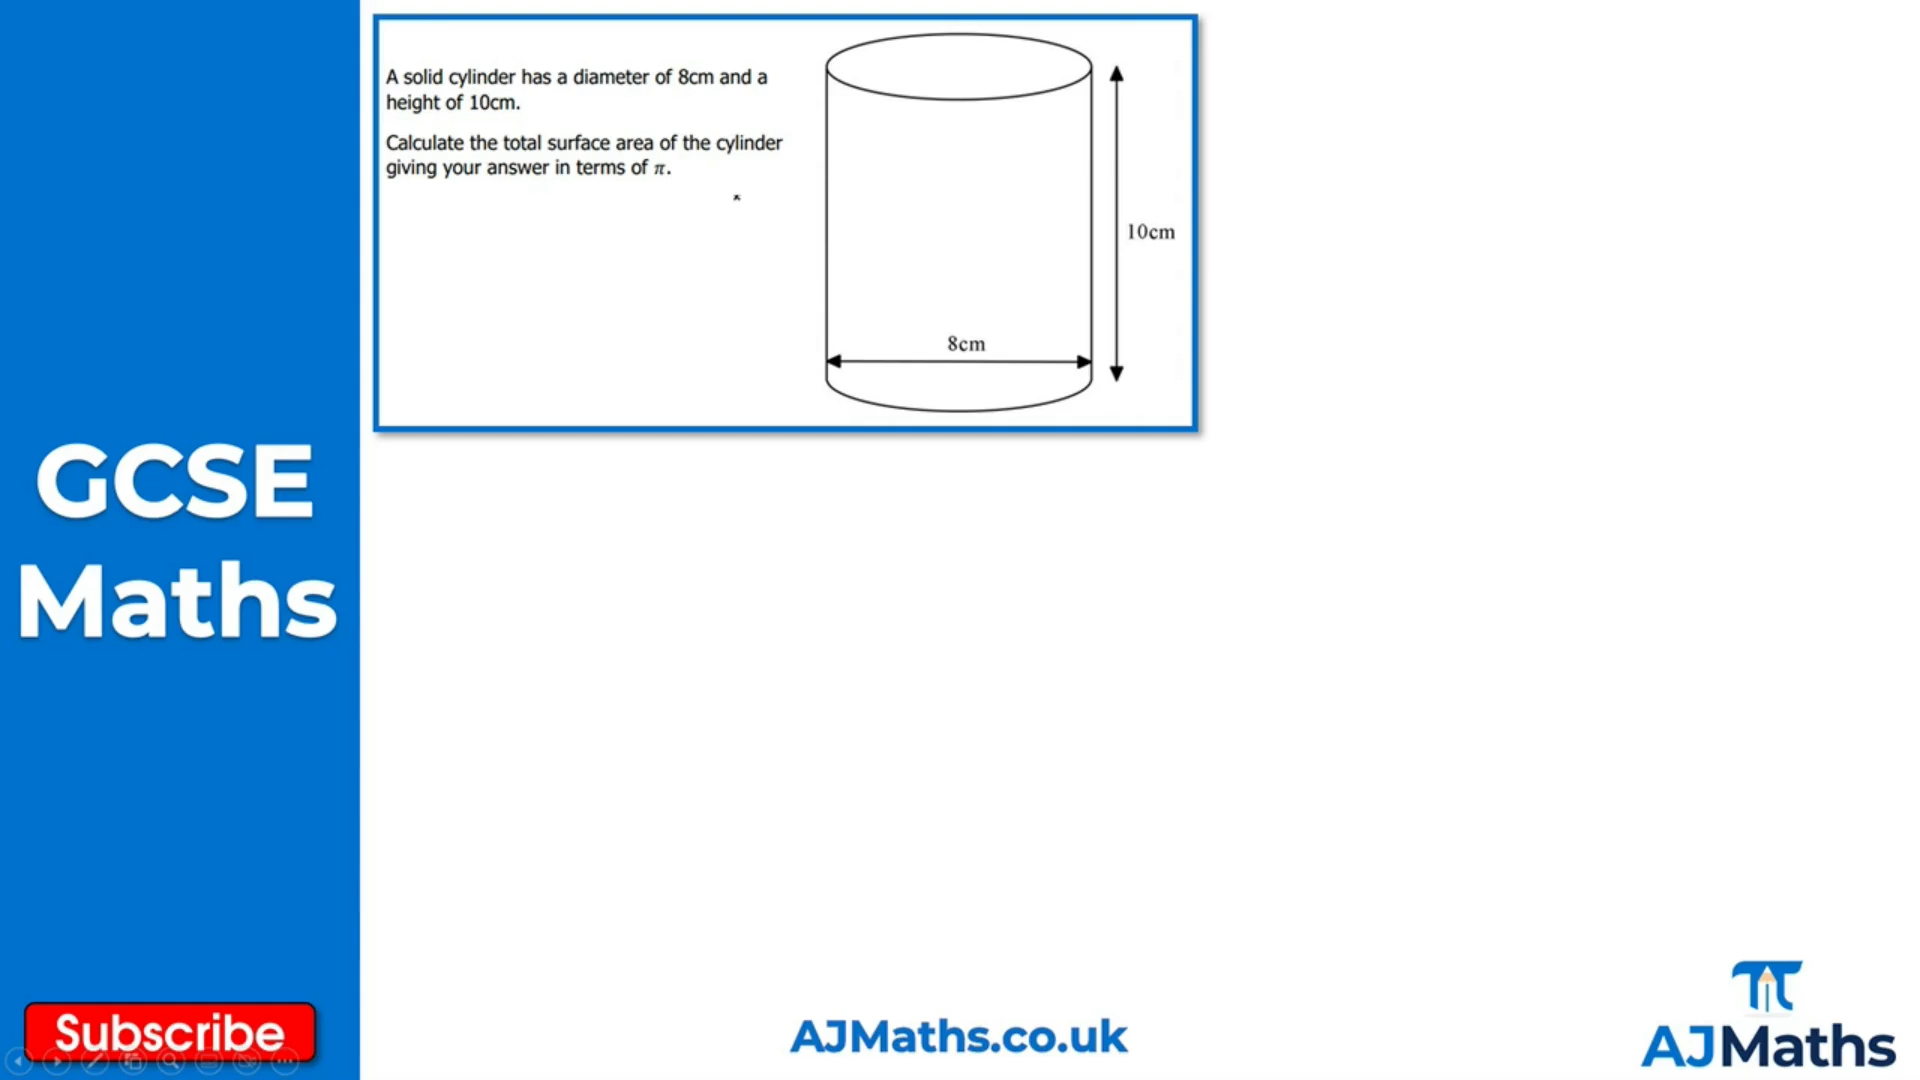 A solid cylinder has a diameter of 8cm and a
height of 10cm.
Calculate the total surface area of the cylinder
giving your answer in terms of π.
10cm
8cm
GCSE
Maths
Subscribe
AJMaths.co.uk
AJMaths